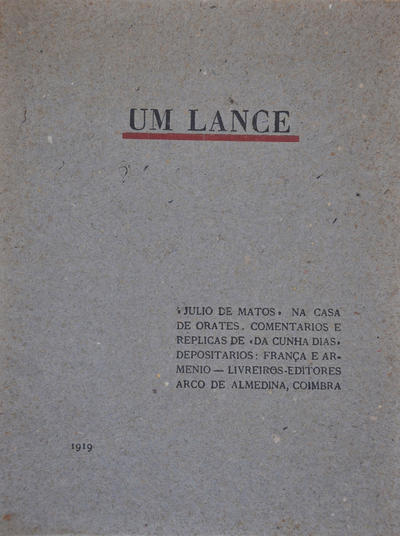 UM LANCE
«JULIO DE MATOS» NA CASA
DE ORATES. COMENTARIOS E
REPLICAS DE «DA CUNHA DIAS»
DEPOSITARIOS: FRANÇA E AR-
MENIO — LIVREIROS-EDITORES
ARCO DE ALMEDINA, COIMBRA
1919